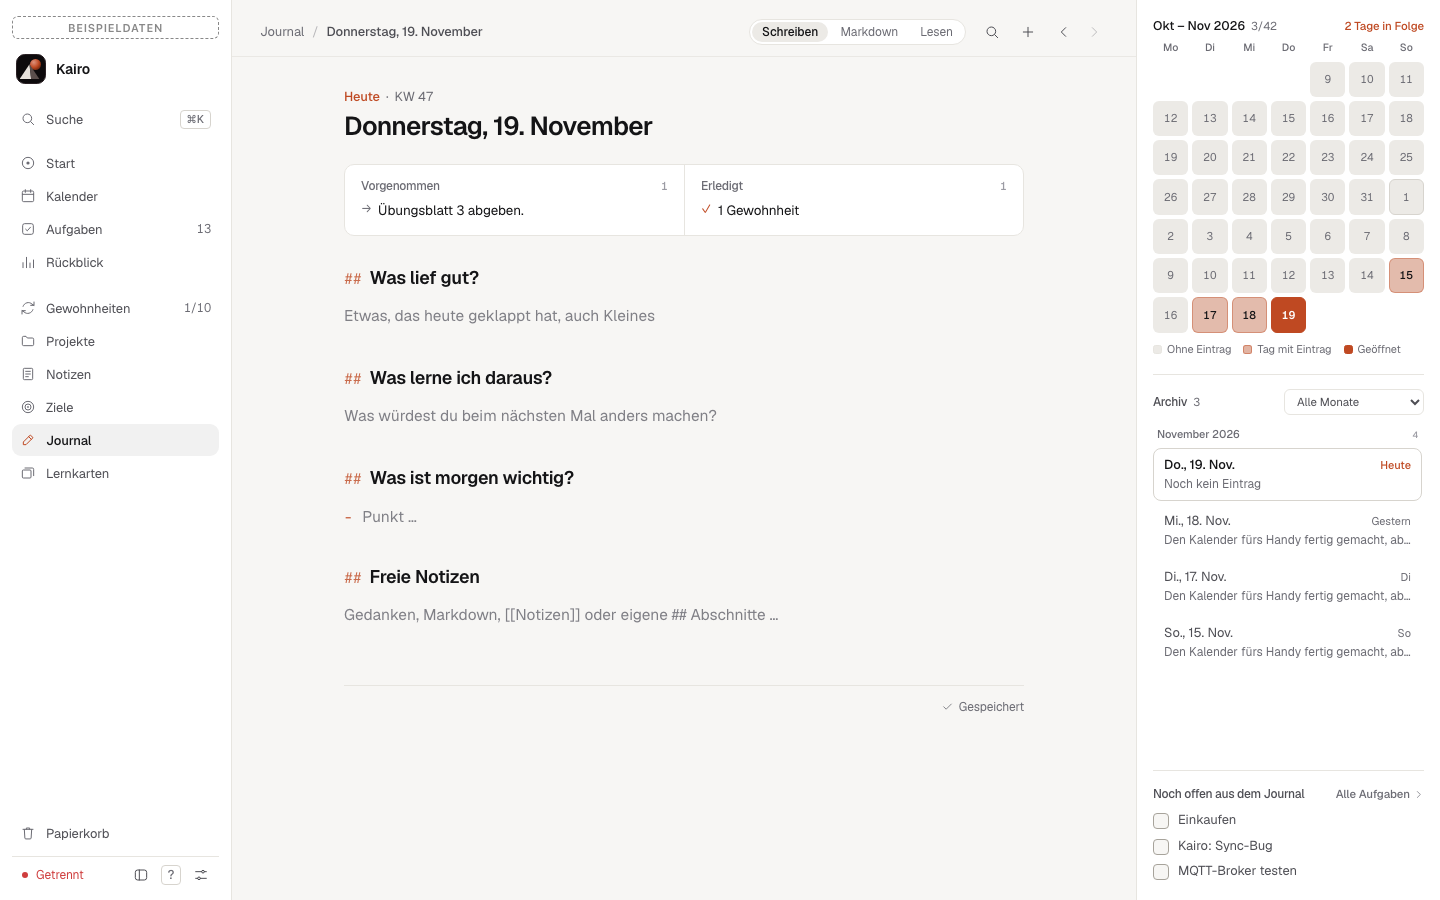 BEISPIELDATEN
Kairo
Suche ⌘K
Start
Kalender
Aufgaben 13
Rückblick
Gewohnheiten 1/10
Projekte
Notizen
Ziele
Journal
Lernkarten
Papierkorb
Getrennt ?
Journal / Donnerstag, 19. November
Schreiben Markdown Lesen
Heute · KW 47
Donnerstag, 19. November
Vorgenommen 1
→ Übungsblatt 3 abgeben.
Erledigt 1
✓ 1 Gewohnheit
## Was lief gut?
Etwas, das heute geklappt hat, auch Kleines
## Was lerne ich daraus?
Was würdest du beim nächsten Mal anders machen?
## Was ist morgen wichtig?
- Punkt ...
## Freie Notizen
Gedanken, Markdown, [[Notizen]] oder eigene ## Abschnitte ...
✓ Gespeichert
Okt – Nov 2026 3/42 2 Tage in Folge
Mo Di Mi Do Fr Sa So
9 10 11
12 13 14 15 16 17 18
19 20 21 22 23 24 25
26 27 28 29 30 31 1
2 3 4 5 6 7 8
9 10 11 12 13 14 15
16 17 18 19
Ohne Eintrag Tag mit Eintrag Geöffnet
Archiv 3 Alle Monate
November 2026 4
Do., 19. Nov. Heute
Noch kein Eintrag
Mi., 18. Nov. Gestern
Den Kalender fürs Handy fertig gemacht, ab...
Di., 17. Nov. Di
Den Kalender fürs Handy fertig gemacht, ab...
So., 15. Nov. So
Den Kalender fürs Handy fertig gemacht, ab...
Noch offen aus dem Journal Alle Aufgaben
Einkaufen
Kairo: Sync-Bug
MQTT-Broker testen